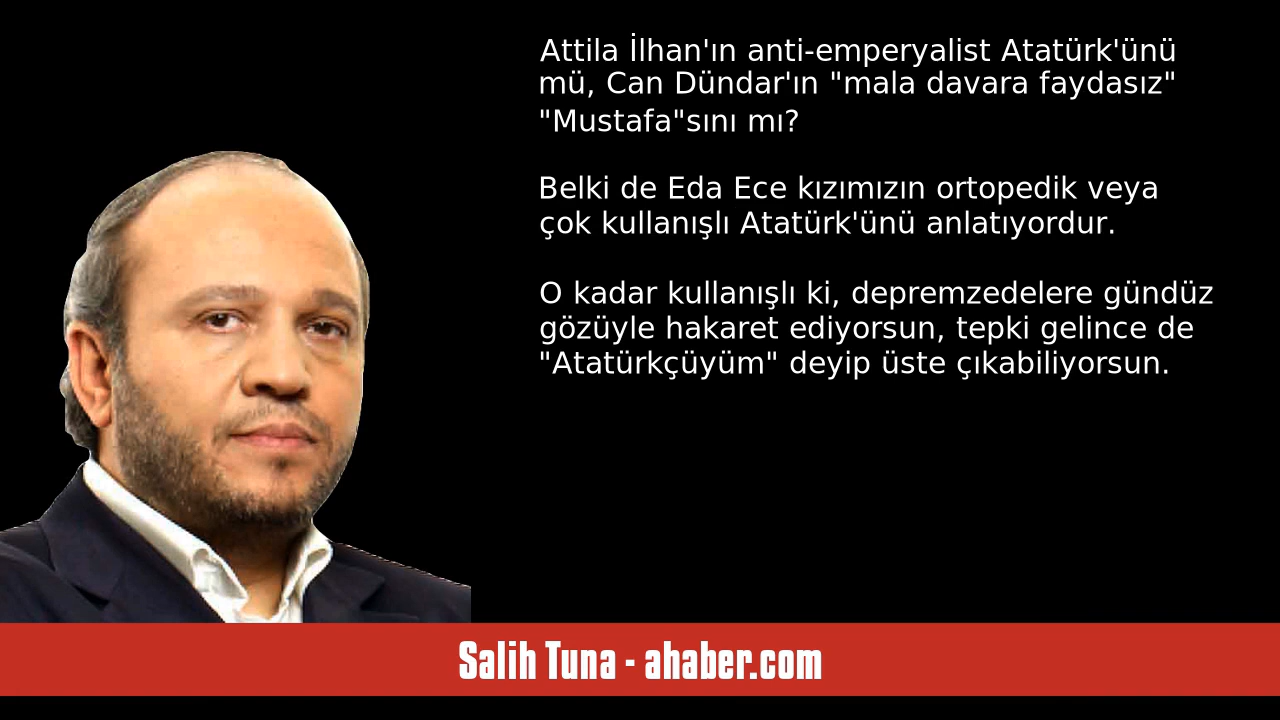 Attila İlhan'ın anti-emperyalist Atatürk'ünü
mü, Can Dündar'ın "mala davara faydasız"
"Mustafa"sını mı?
Belki de Eda Ece kızımızın ortopedik veya
çok kullanışlı Atatürk'ünü anlatıyordur.
O kadar kullanışlı ki, depremzedelere gündüz
gözüyle hakaret ediyorsun, tepki gelince de
"Atatürkçüyüm" deyip üste çıkabiliyorsun.
Salih Tuna - ahaber.com